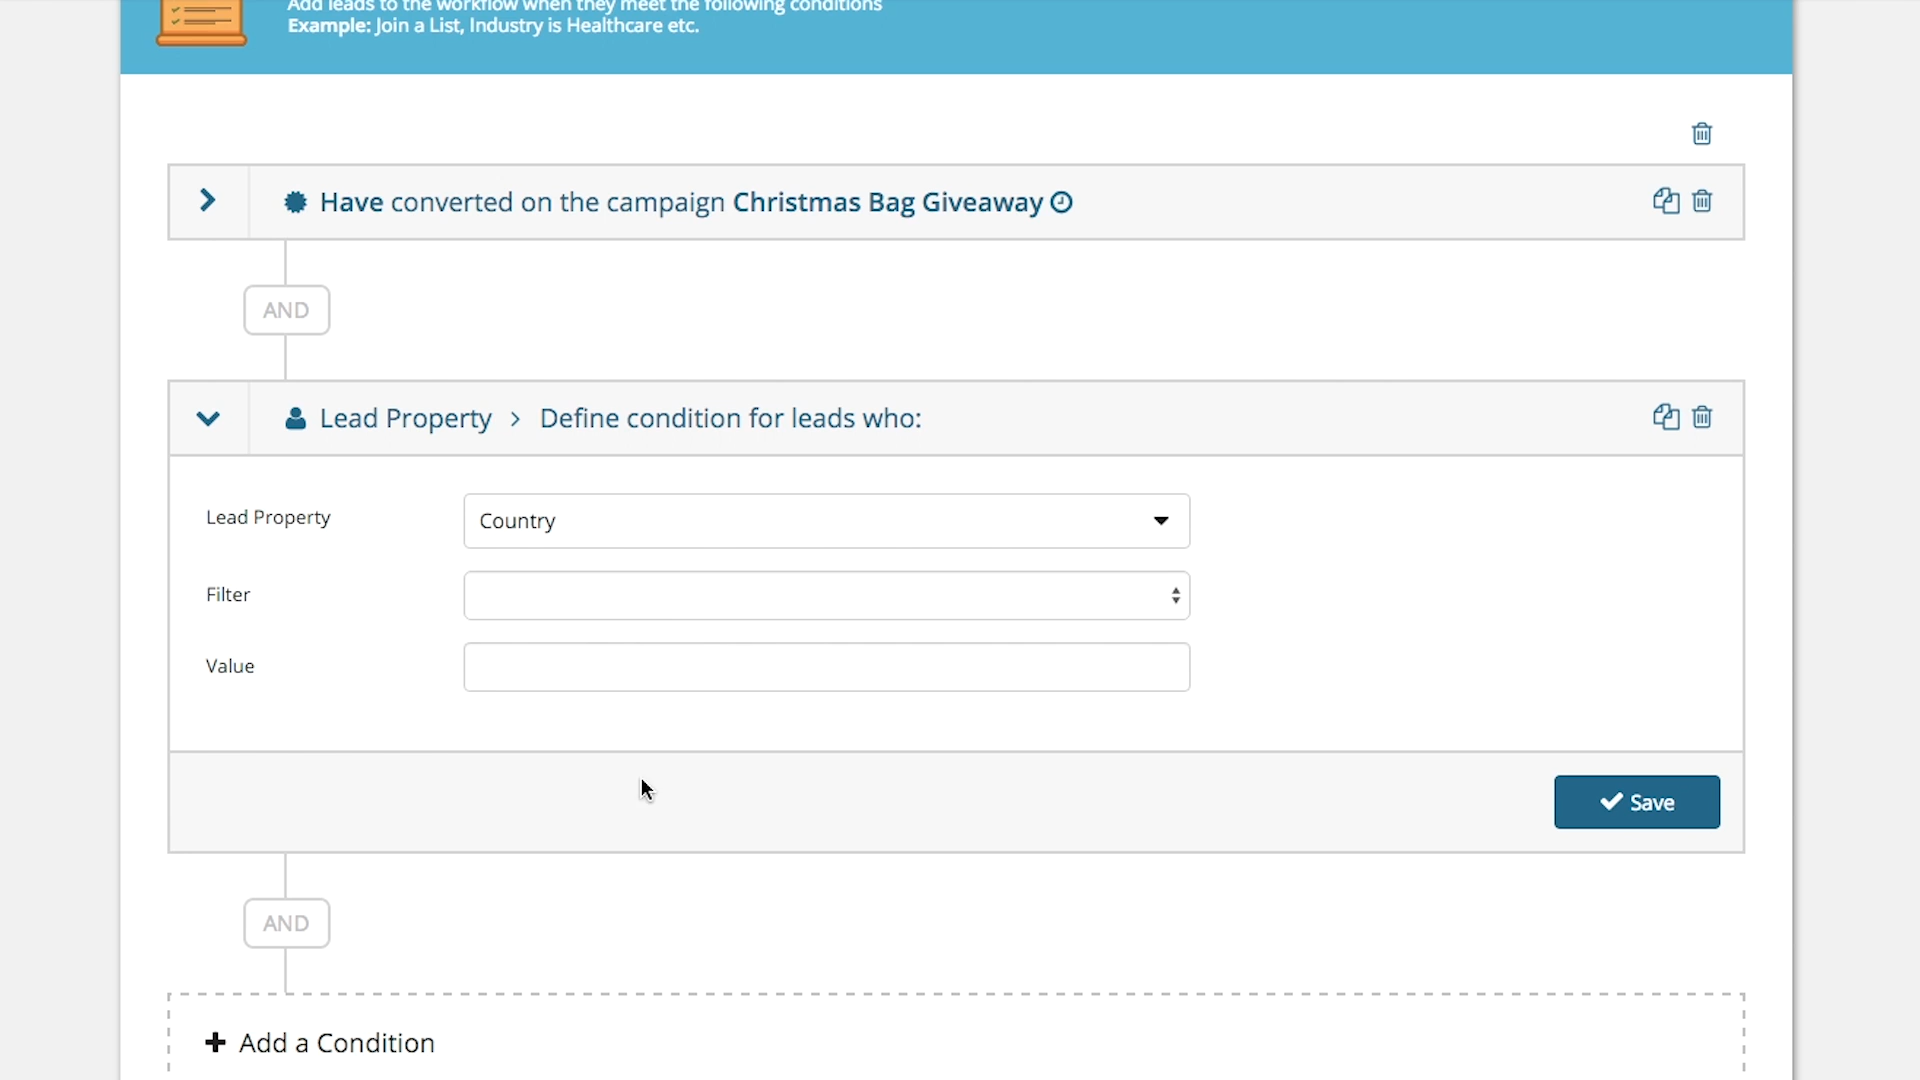 Add leads to the workflow when they meet the following conditions
Example: Join a List, Industry is Healthcare etc.
Have converted on the campaign Christmas Bag Giveaway
AND
Lead Property > Define condition for leads who:
Lead Property Country
Filter
Value
Save
AND
Add a Condition